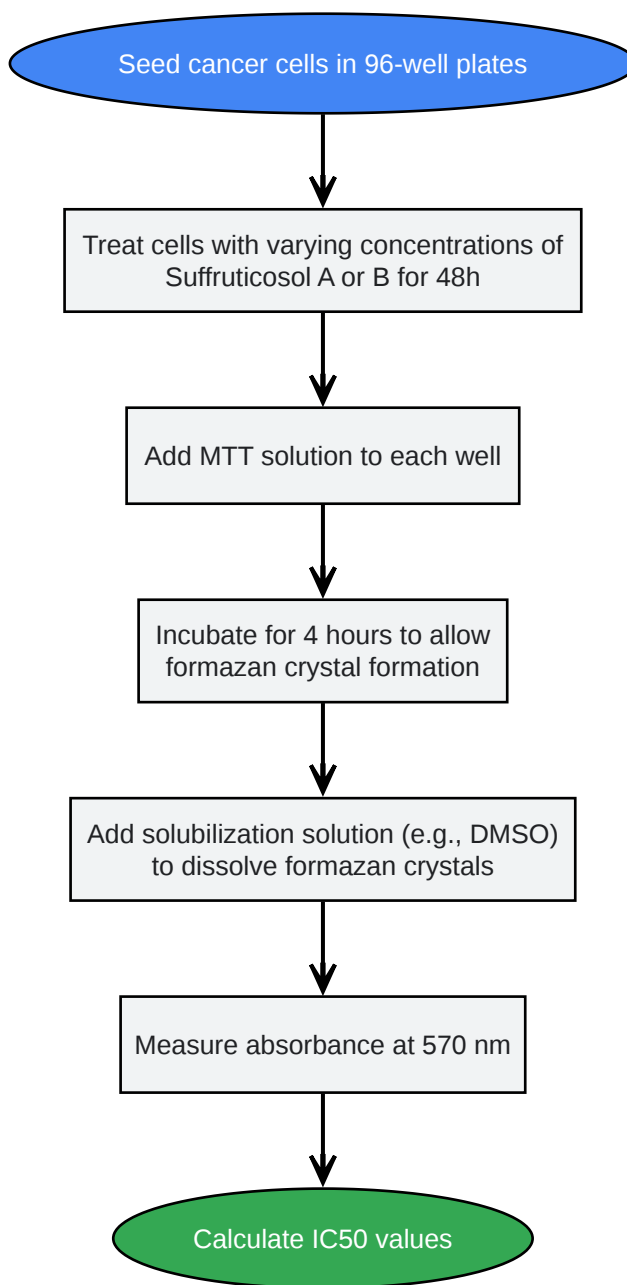 Seed cancer cells in 96-well plates
Treat cells with varying concentrations of
Suffruticosol A or B for 48h
Add MTT solution to each well
Incubate for 4 hours to allow
formazan crystal formation
Add solubilization solution (e.g., DMSO)
to dissolve formazan crystals
Measure absorbance at 570 nm
Calculate IC50 values